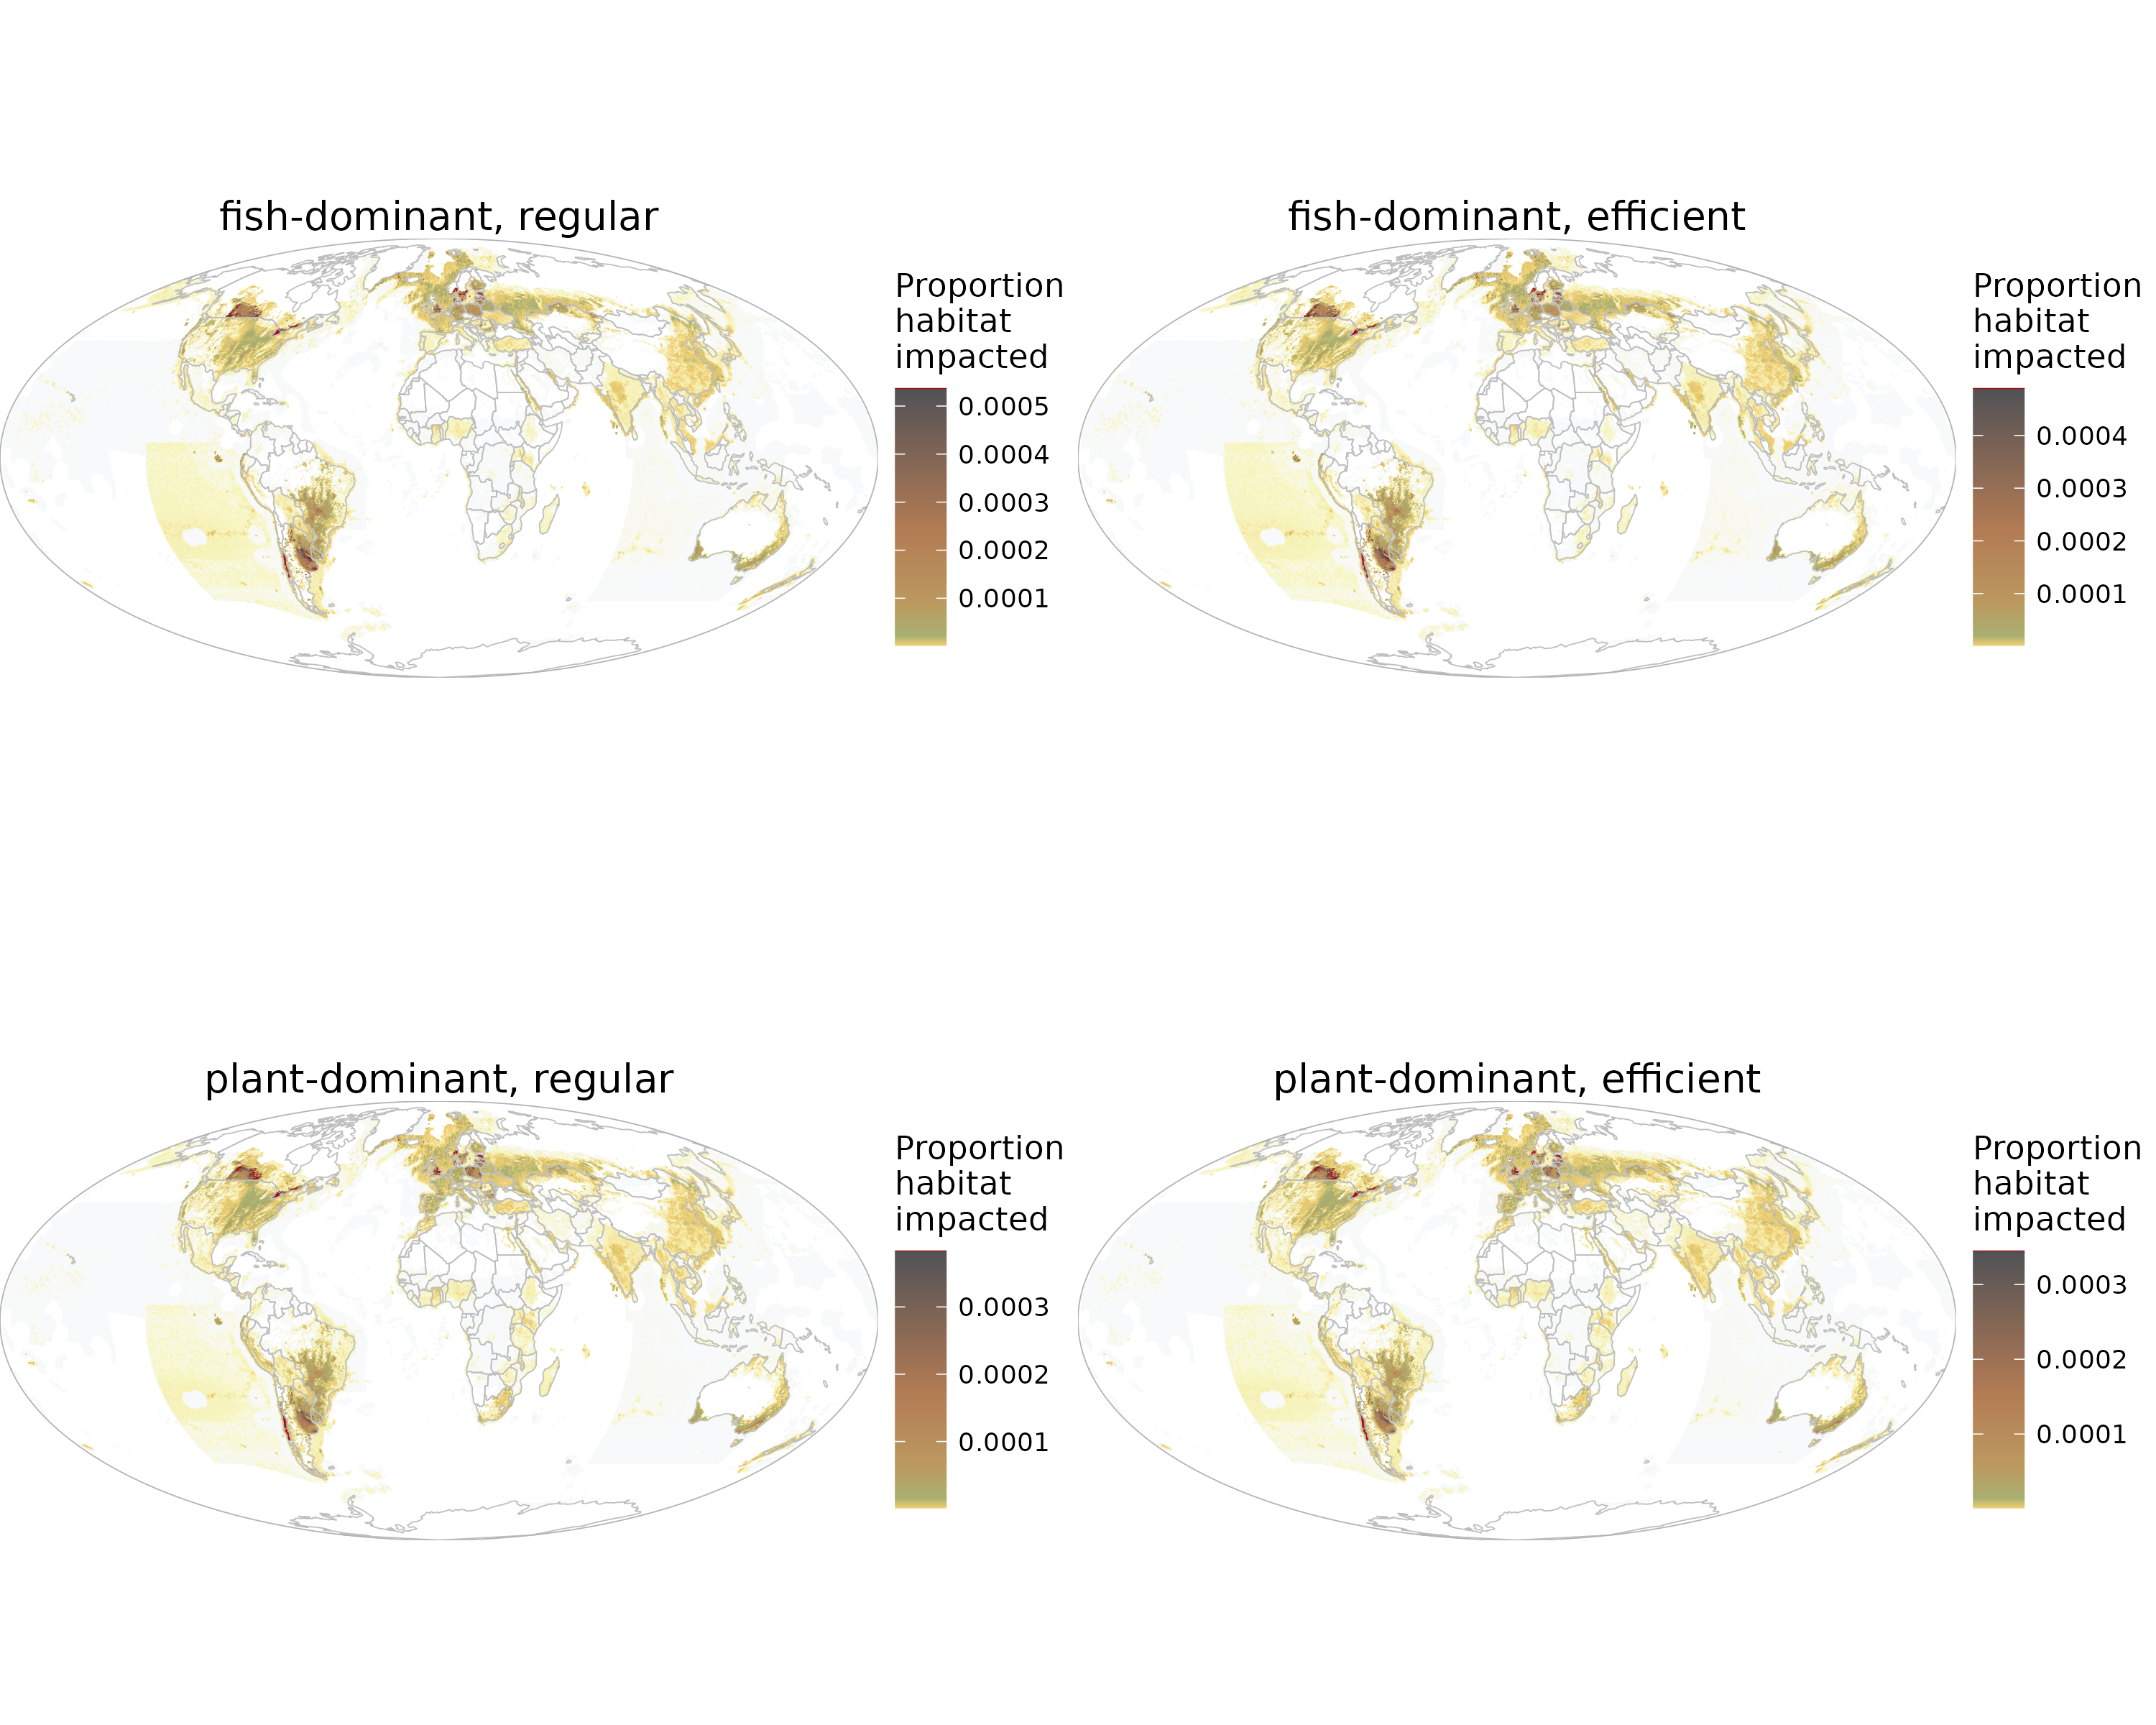 fish-dominant, regular
Proportion
habitat
impacted
0.0005
0.0004
0.0003
0.0002
0.0001
fish-dominant, efficient
Proportion
habitat
impacted
0.0004
0.0003
0.0002
0.0001
plant-dominant, regular
Proportion
habitat
impacted
0.0003
0.0002
0.0001
plant-dominant, efficient
Proportion
habitat
impacted
0.0003
0.0002
0.0001